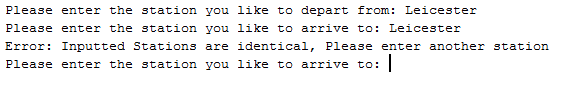 Please enter the station you like to depart from: Leicester
Please enter the station you like to arrive to: Leicester
Error: Inputted Stations are identical, Please enter another station
Please enter the station you like to arrive to: